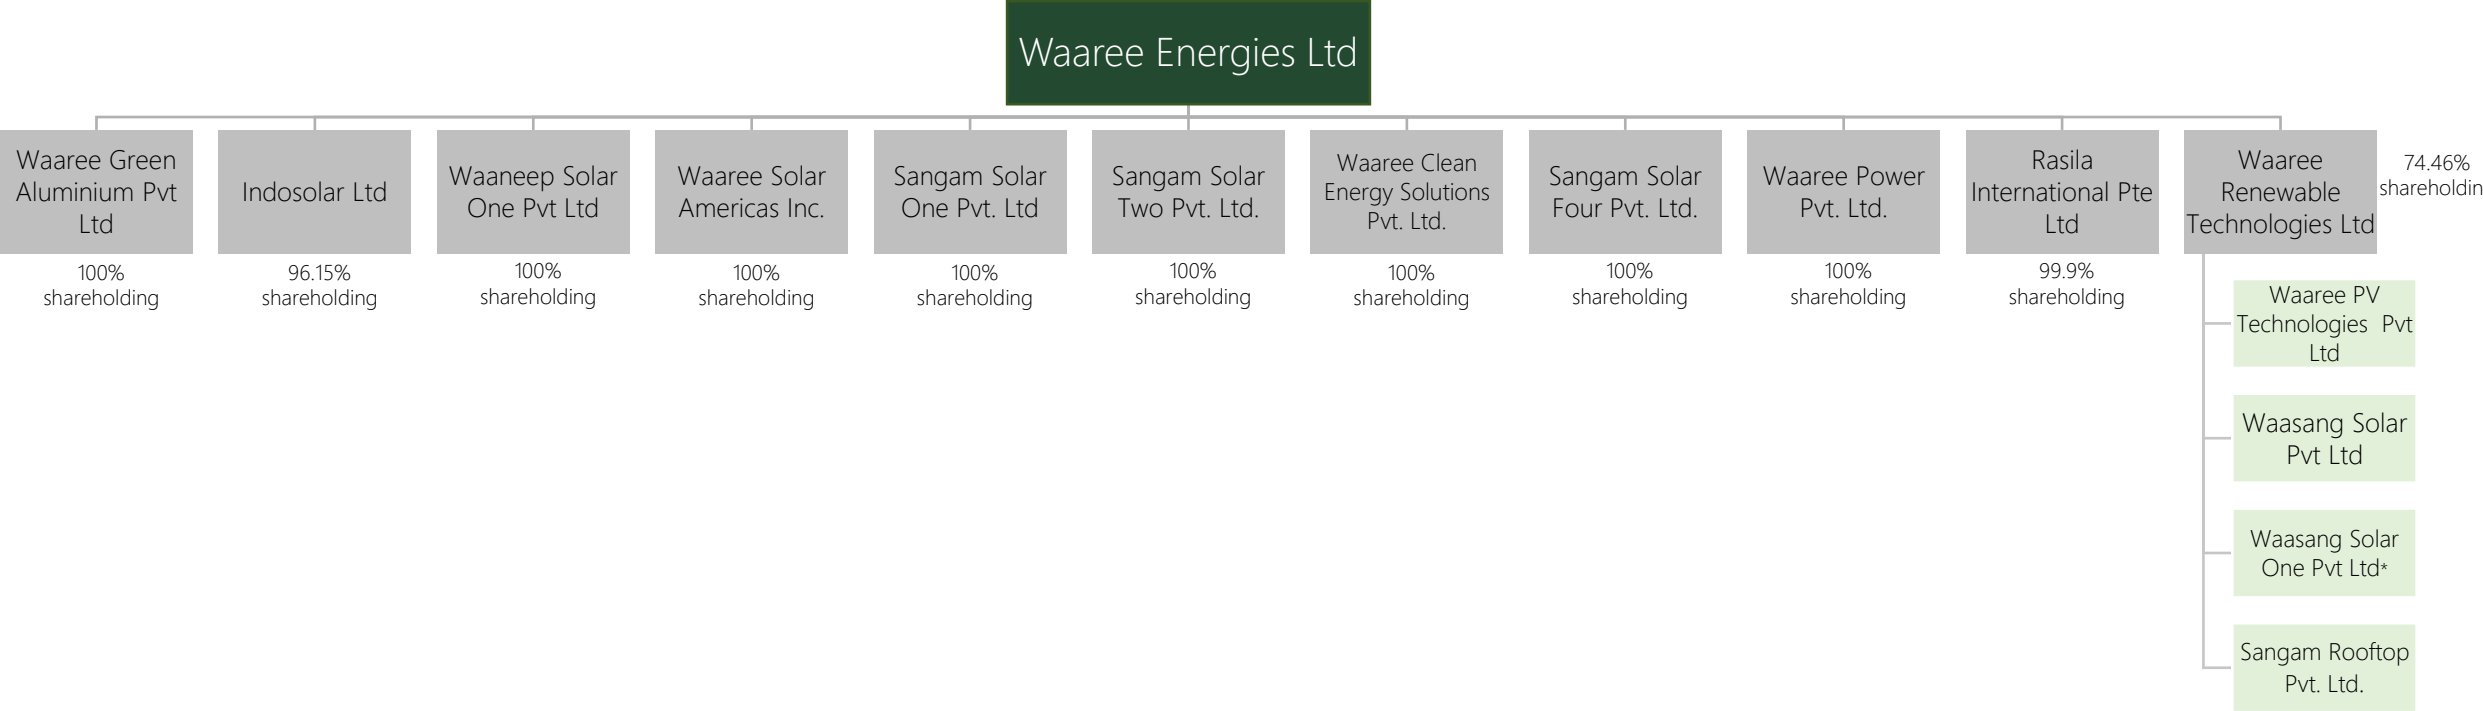 Waaree Energies Ltd
Waaree Green
Aluminium Pvt
Ltd
100%
shareholding
Indosolar Ltd
96.15%
shareholding
Waaneep Solar
One Pvt Ltd
100%
shareholding
Waaree Solar
Americas Inc.
100%
shareholding
Sangam Solar
One Pvt. Ltd
100%
shareholding
Sangam Solar
Two Pvt. Ltd.
100%
shareholding
Waaree Clean
Energy Solutions
Pvt. Ltd.
100%
shareholding
Sangam Solar
Four Pvt. Ltd.
100%
shareholding
Waaree Power
Pvt. Ltd.
100%
shareholding
Rasila
International Pte
Ltd
99.9%
shareholding
Waaree
Renewable
Technologies Ltd
74.46%
shareholdin
Waaree PV
Technologies  Pvt
Ltd
Waasang Solar
Pvt Ltd
Waasang Solar
One Pvt Ltd*
Sangam Rooftop
Pvt. Ltd.